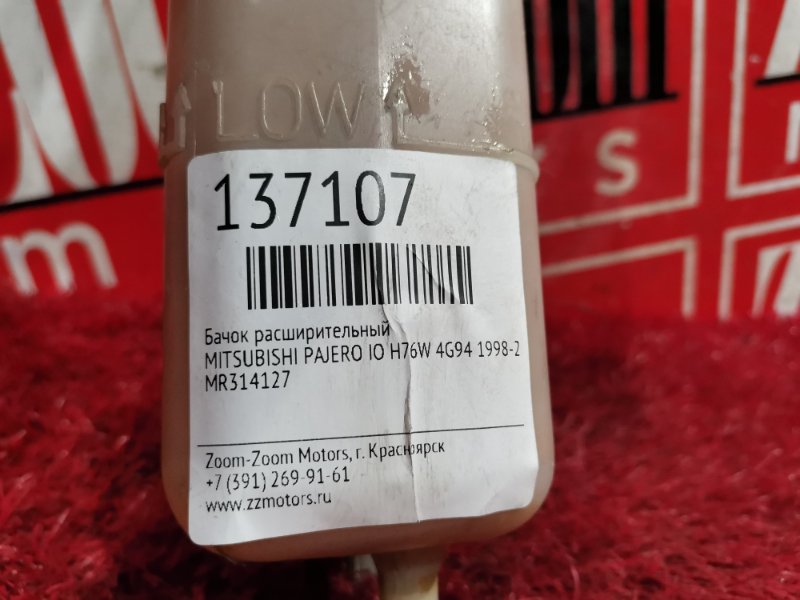 LOW
137107
Бачок расширительный
MITSUBISHI PAJERO IO H76W 4G94 1998-2
MR314127
Zoom-Zoom Motors, г. Красноярск
+7 (391) 269-91-61
www.zzmotors.ru